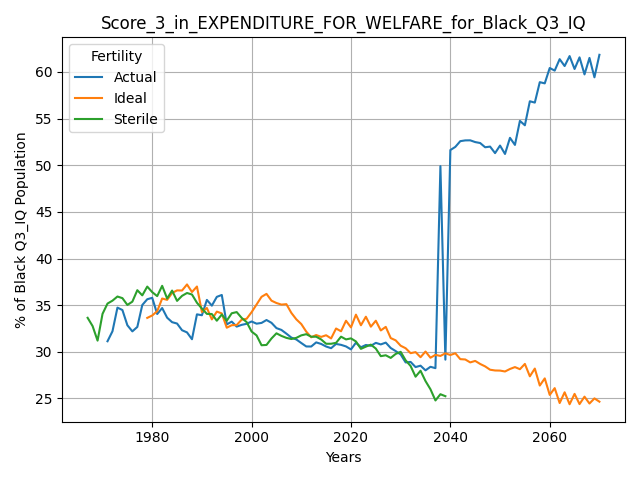 Score_3_in_EXPENDITURE_FOR_WELFARE_for_Black_Q3_IQ
Fertility
Actual
Ideal
Sterile
% of Black Q3_IQ Population
60
55
50
45
40
35
30
25
1980
2000
2020
2040
2060
Years